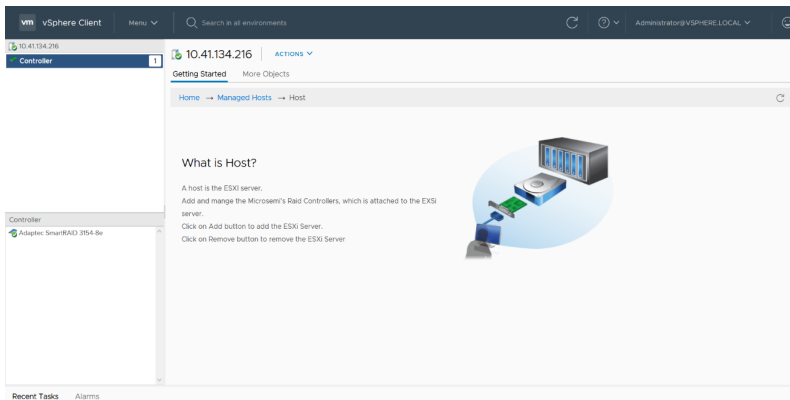 vm vSphere Client Menu Search in all environments Administrator@VSPHERE.LOCAL
10.41.134.216
Controller 1
10.41.134.216 ACTIONS
Getting Started More Objects
Home → Managed Hosts → Host
What is Host?
A host is the ESXI server.
Add and mange the Microsemi's Raid Controllers, which is attached to the EXSi
server.
Click on Add button to add the ESXi Server.
Click on Remove button to remove the ESXi Server
Controller
Adaptec SmartRAID 3154-8e
Recent Tasks Alarms